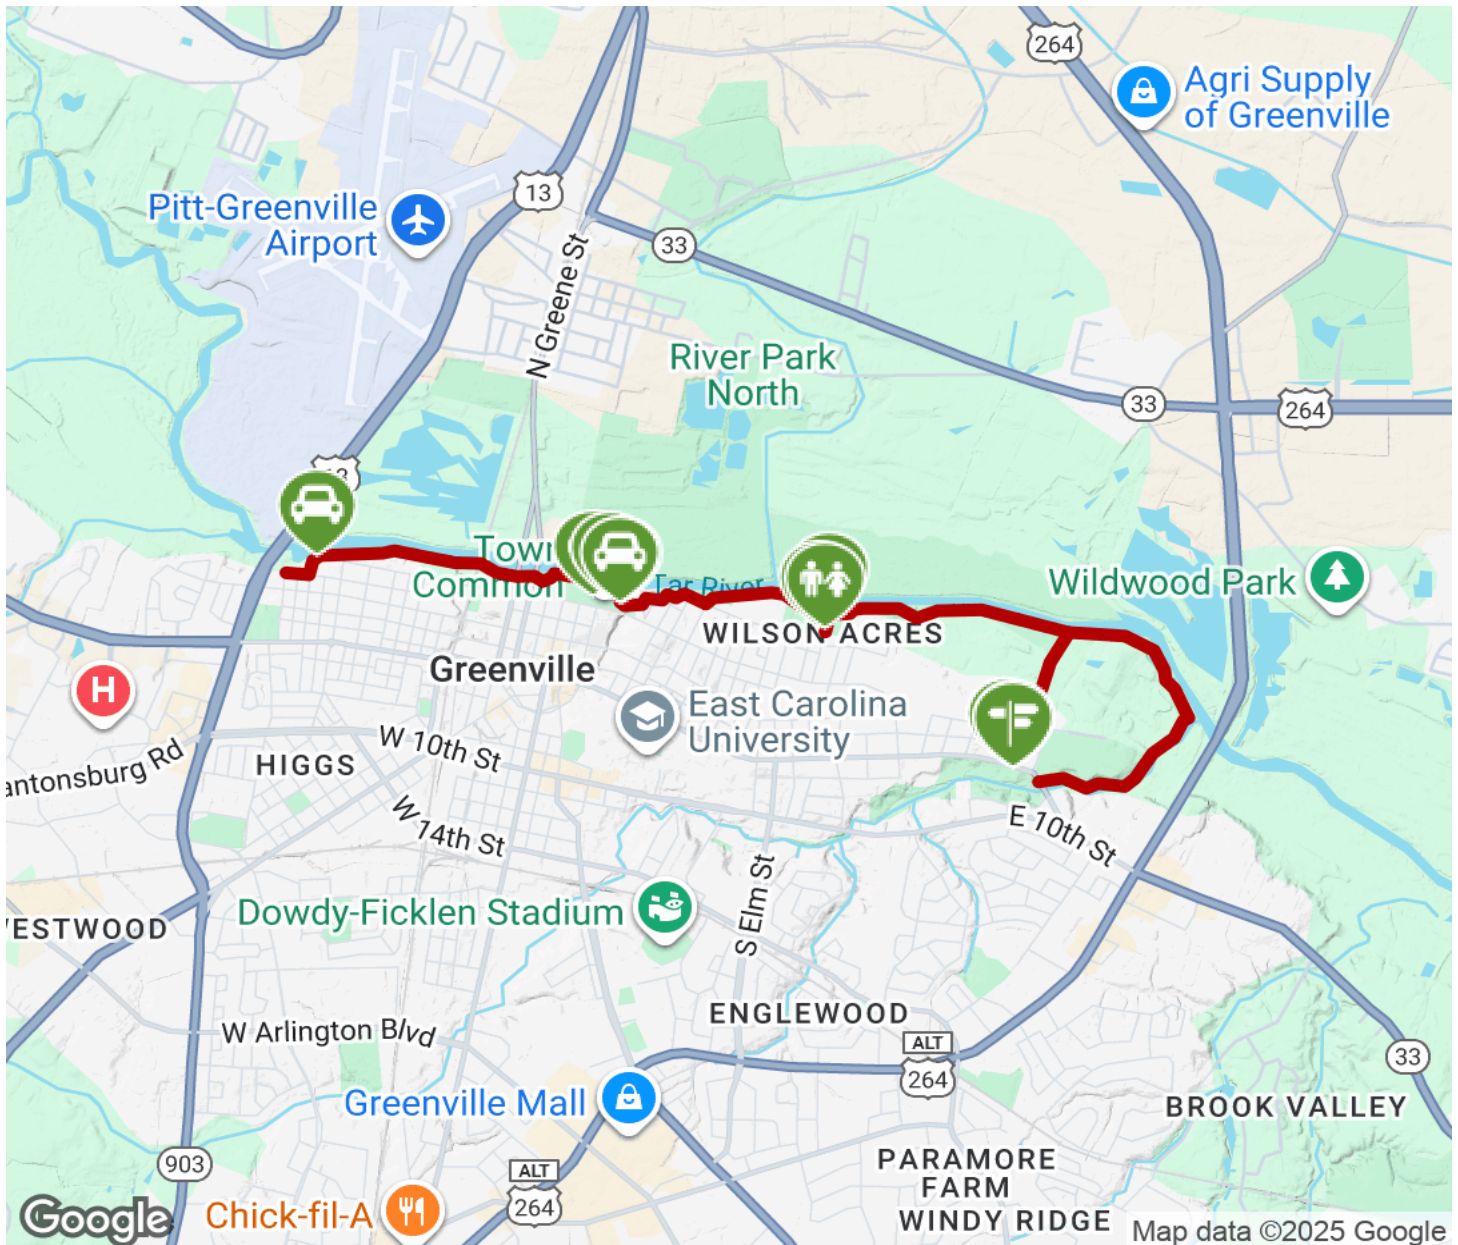 264
Agri Supply
of Greenville
13
Pitt-Greenville
Airport
33
N Greene St
River Park
North
33
264
Town
Common
Tar River
Wildwood Park
WILSON ACRES
Greenville
H
East Carolina
University
W 10th St
HIGGS
antonsburg Rd
W 14th St
E 10th St
S Elm St
Dowdy-Ficklen Stadium
ESTWOOD
ENGLEWOOD
W Arlington Blvd
ALT
264
33
Greenville Mall
BROOK VALLEY
903
ALT
264
PARAMORE
FARM
Chick-fil-A
WINDY RIDGE
Google
Map data ©2025 Google